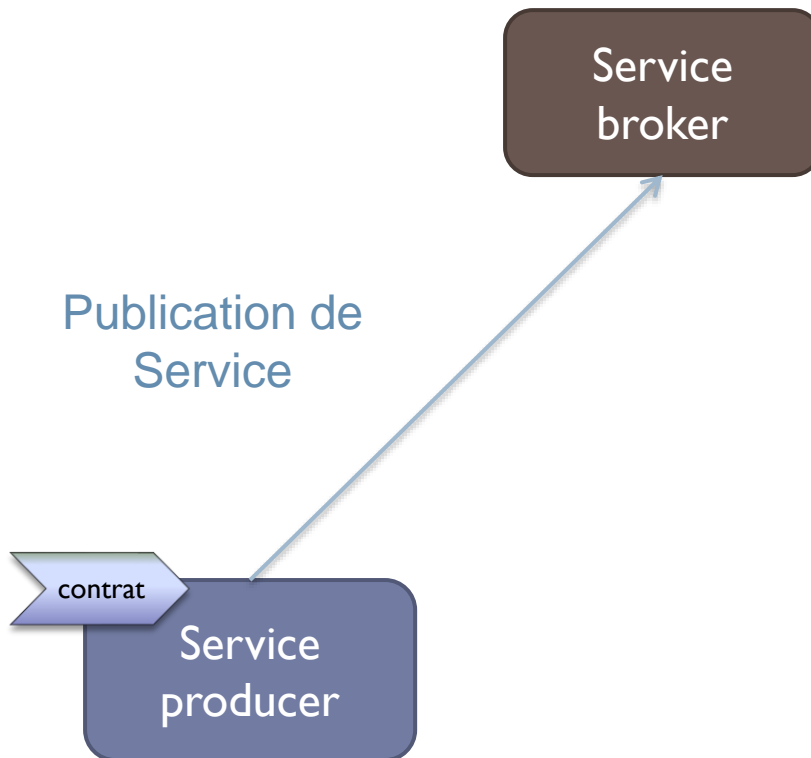 Service
broker
Publication de
Service
contrat
Service
producer